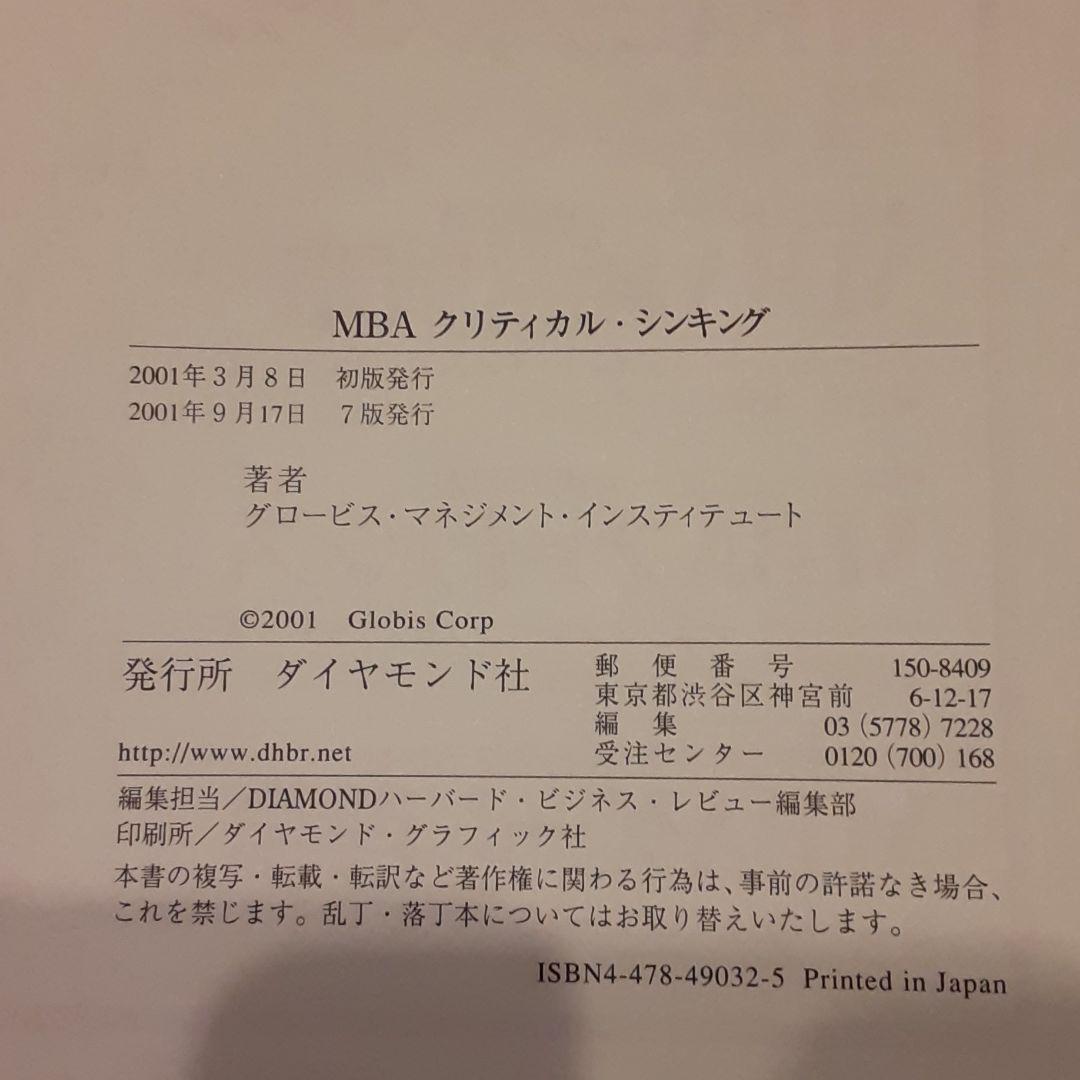 MBA クリティカル・シンキング
2001年3月8日　初版発行
2001年9月17日　7版発行
著者
グロービス・マネジメント・インスティテュート
©2001　Globis Corp
発行所　ダイヤモンド社
http://www.dhbr.net
郵便番号　150-8409
東京都渋谷区神宮前　6-12-17
編集　03（5778）7228
受注センター　0120（700）168
編集担当／DIAMONDハーバード・ビジネス・レビュー編集部
印刷所／ダイヤモンド・グラフィック社
本書の複写・転載・転訳など著作権に関わる行為は、事前の許諾なき場合、
これを禁じます。乱丁・落丁本についてはお取り替えいたします。
ISBN4-478-49032-5 Printed in Japan